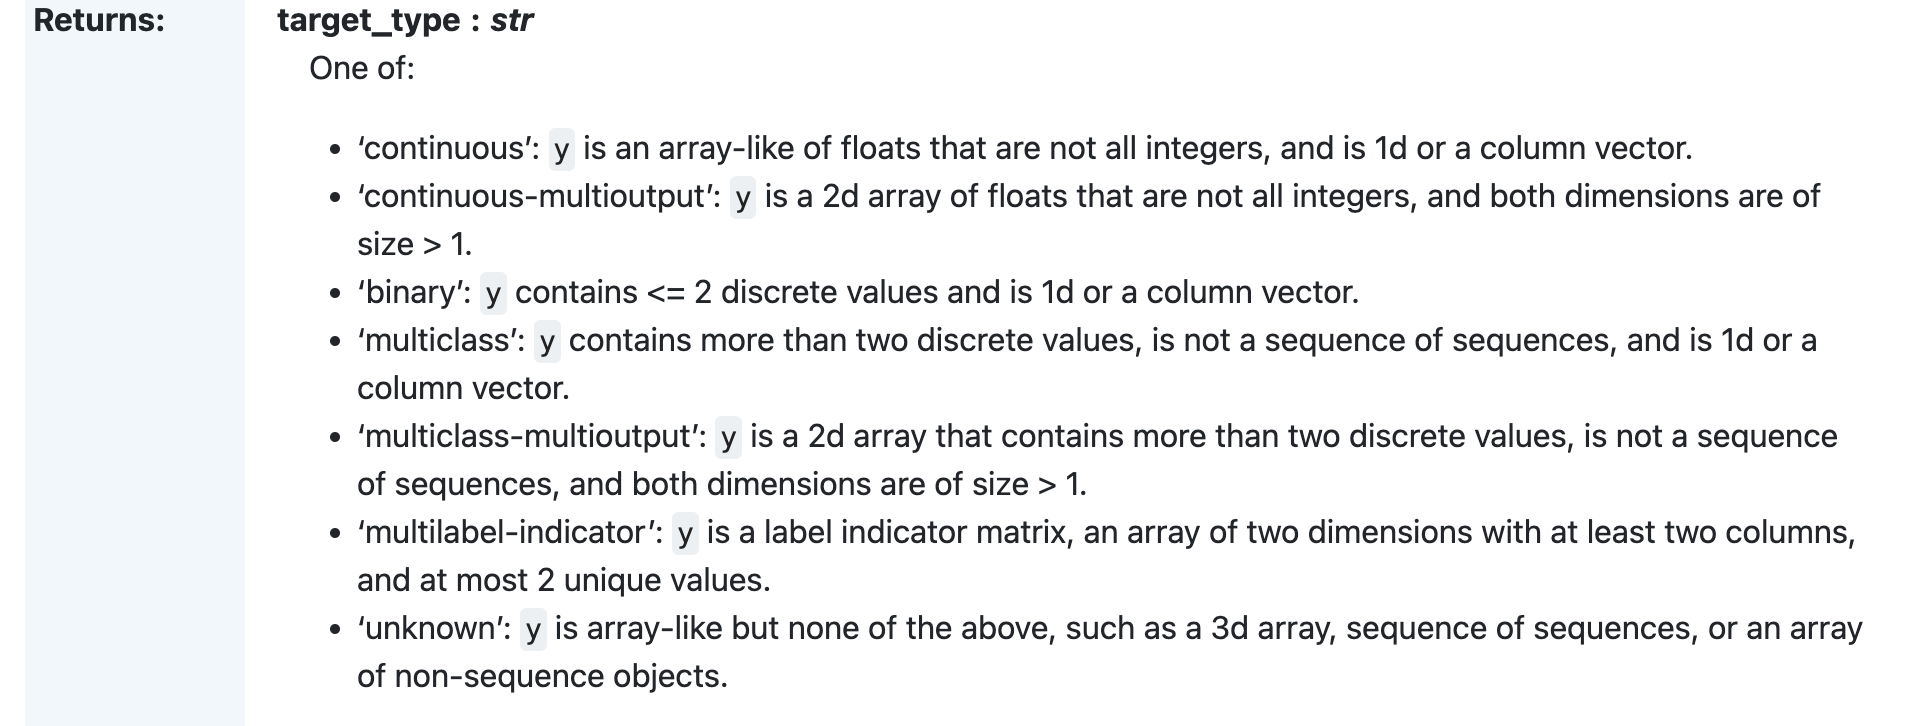 Returns: target_type : str
One of:
• ‘continuous’: y is an array-like of floats that are not all integers, and is 1d or a column vector.
• ‘continuous-multioutput’: y is a 2d array of floats that are not all integers, and both dimensions are of
size > 1.
• ‘binary’: y contains <= 2 discrete values and is 1d or a column vector.
• ‘multiclass’: y contains more than two discrete values, is not a sequence of sequences, and is 1d or a
column vector.
• ‘multiclass-multioutput’: y is a 2d array that contains more than two discrete values, is not a sequence
of sequences, and both dimensions are of size > 1.
• ‘multilabel-indicator’: y is a label indicator matrix, an array of two dimensions with at least two columns,
and at most 2 unique values.
• ‘unknown’: y is array-like but none of the above, such as a 3d array, sequence of sequences, or an array
of non-sequence objects.